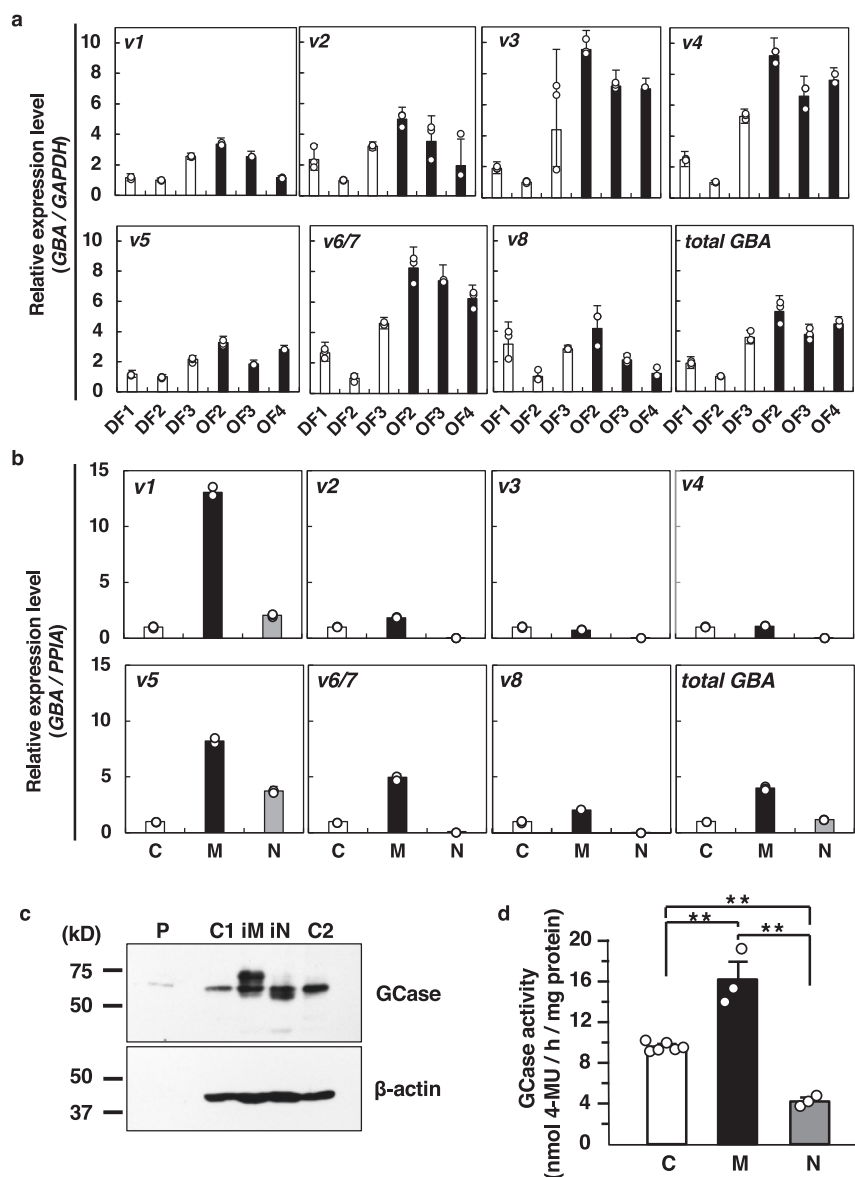 a
Relative expression level
(GBA / GAPDH)
v1 v2 v3 v4
10
8
6
4
2
0
v5 v6/7 v8 total GBA
10
8
6
4
2
0
DF1 DF2 DF3 OF2 OF3 OF4 DF1 DF2 DF3 OF2 OF3 OF4 DF1 DF2 DF3 OF2 OF3 OF4 DF1 DF2 DF3 OF2 OF3 OF4
b
Relative expression level
(GBA / PPIA)
v1 v2 v3 v4
15
10
5
0
v5 v6/7 v8 total GBA
15
10
5
0
C M N C M N C M N C M N
c
(kD) P C1 iM iN C2
75
50
GCase
50
37
β-actin
d
GCase activity
(nmol 4-MU / h / mg protein)
** 
** **
20
16
12
8
4
0
C M N